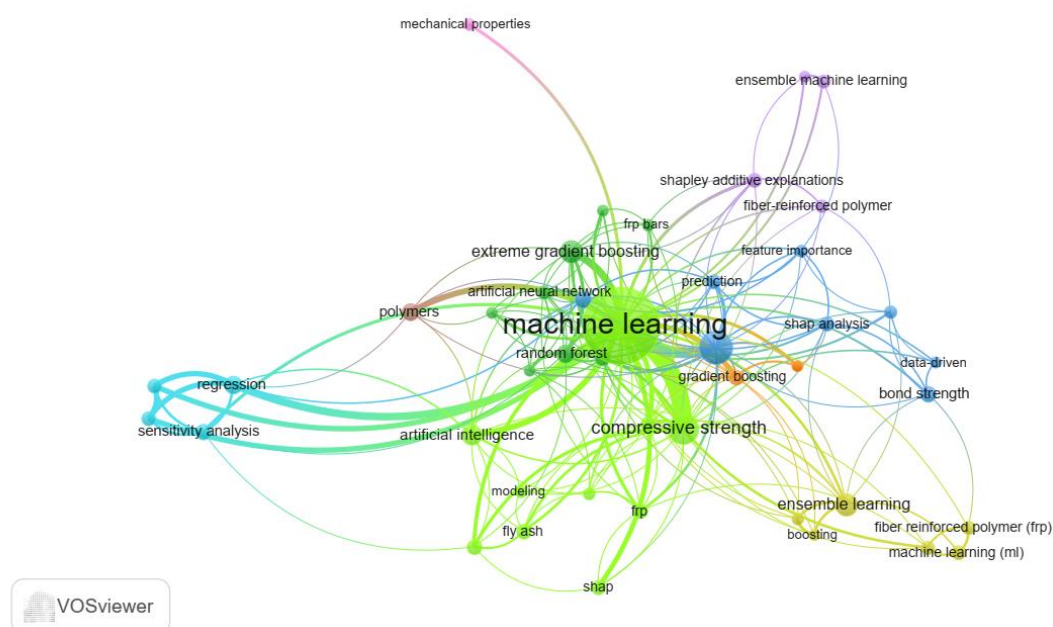 mechanical properties
ensemble machine learning
shapley additive explanations
fiber-reinforced polymer
frp bars
extreme gradient boosting
feature importance
prediction
artificial neural network
polymers
machine learning
shap analysis
random forest
data-driven
gradient boosting
regression
bond strength
compressive strength
sensitivity analysis
artificial intelligence
modeling
ensemble learning
frp
fiber reinforced polymer (frp)
fly ash
boosting
machine learning (ml)
shap
VOSviewer